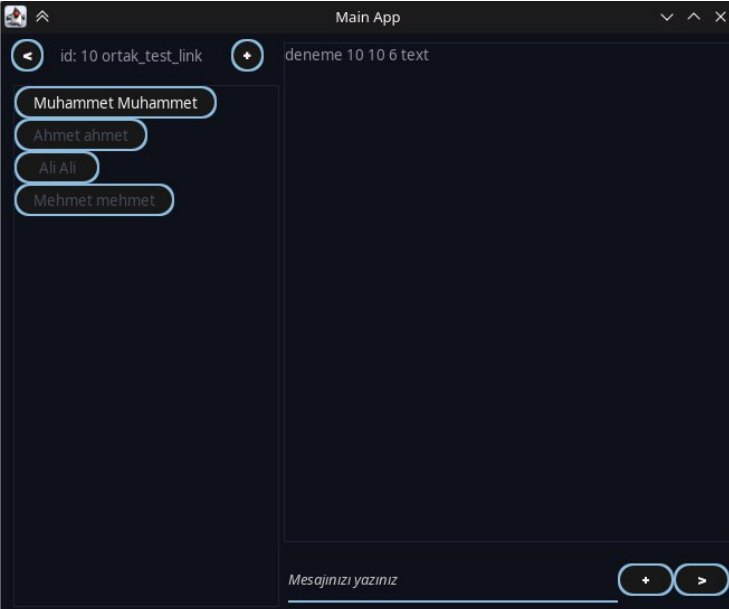 Main App
< id: 10 ortak_test_link +
Muhammet Muhammet
Ahmet ahmet
Ali Ali
Mehmet mehmet
deneme 10 10 6 text
Mesajınızı yazınız + >